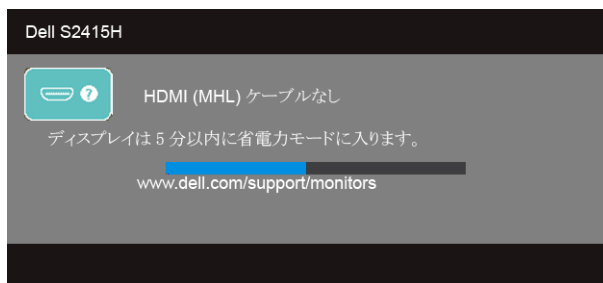 Dell S2415H
?
HDMI (MHL) ケーブルなし
ディスプレイは 5 分以内に省電力モードに入ります。
www.dell.com/support/monitors